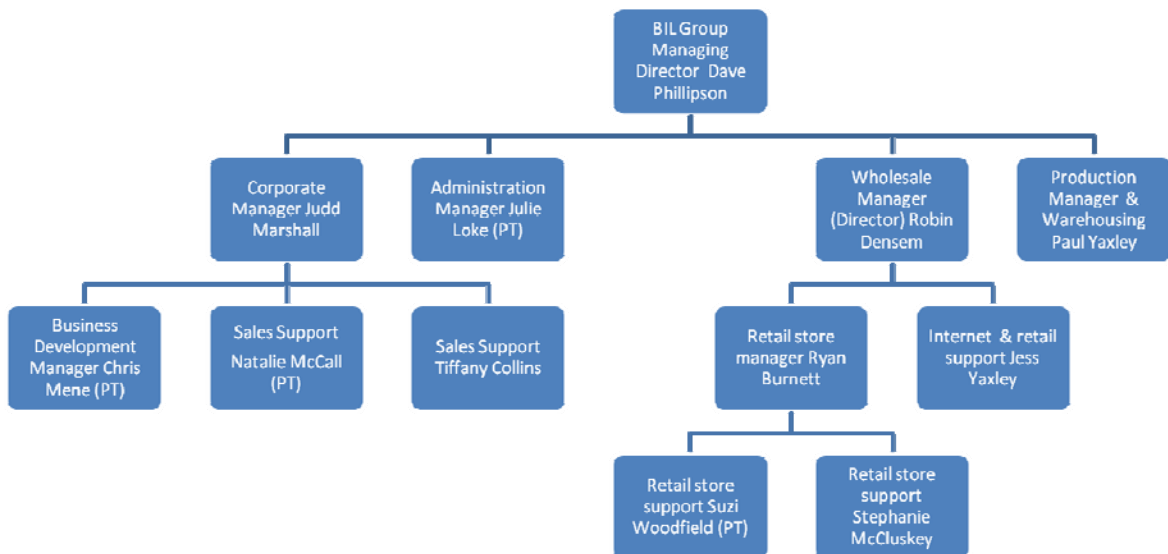 BIL Group
Managing
Director  Dave
Phillipson
Corporate
Manager Judd
Marshall
Administration
Manager Julie
Loke (PT)
Wholesale
Manager
(Director) Robin
Densem
Production
Manager &
Warehousing
Paul Yaxley
Business
Development
Manager Chris
Mene (PT)
Sales Support
Natalie McCall
(PT)
Sales Support
Tiffany Collins
Retail store
manager Ryan
Burnett
Internet & retail
support Jess
Yaxley
Retail store
support Suzi
Woodfield (PT)
Retail store
support
Stephanie
McCluskey